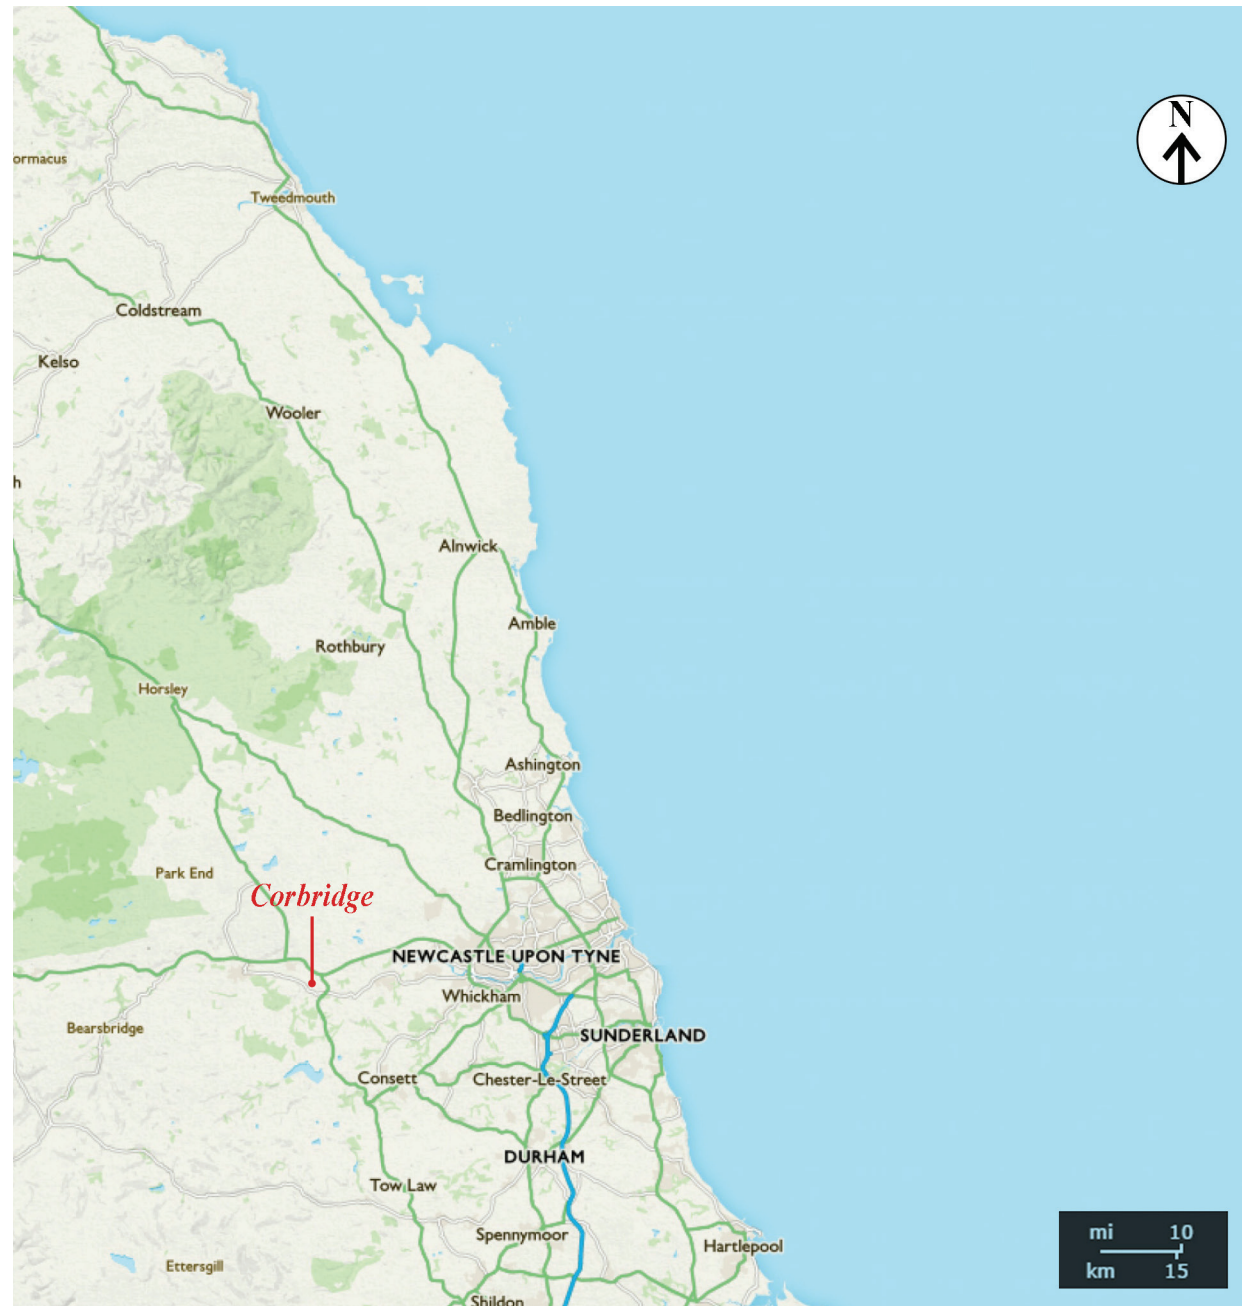 N
ormacus
Tweedmouth
Coldstream
Kelso
Wooler
h
Alnwick
Amble
Rothbury
Horsley
Ashington
Bedlington
Cramlington
Park End
Corbridge
NEWCASTLE UPON TYNE
Whickham
Bearsbridge
SUNDERLAND
Consett
Chester-Le-Street
DURHAM
Tow Law
Spennymoor
Hartlepool
Ettersgill
Shildon
mi 10
km 15